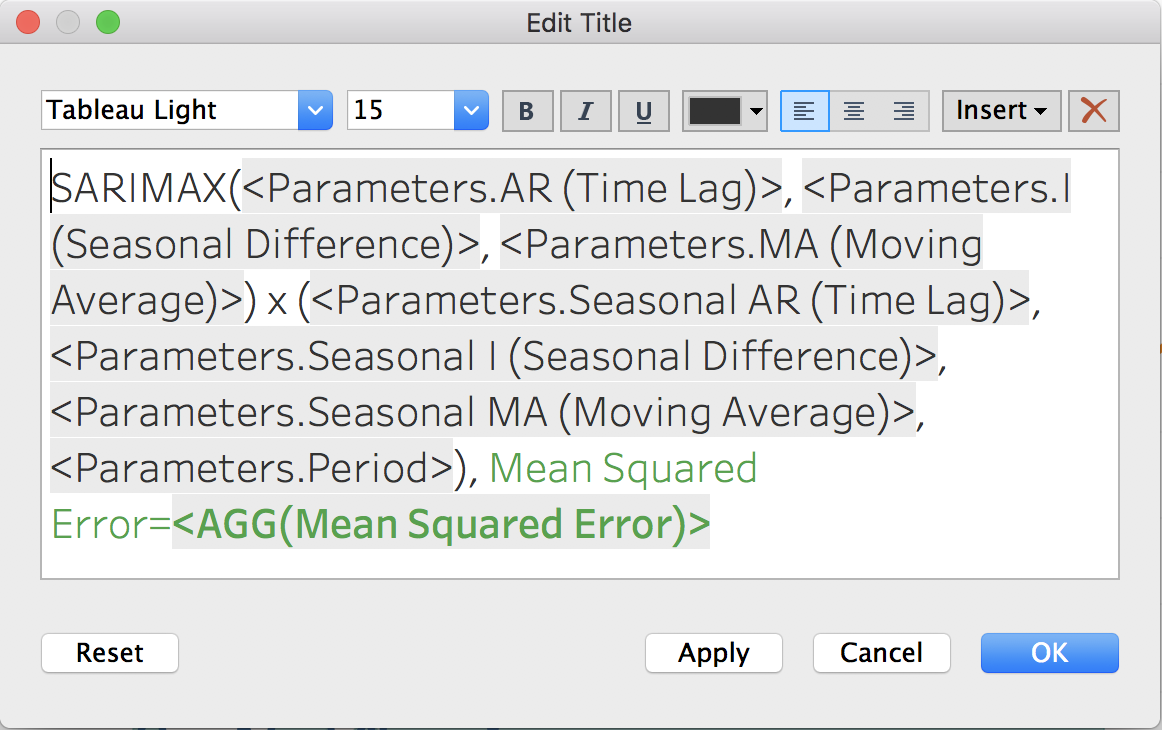 Edit Title
Tableau Light 15 B I U Insert
SARIMAX(<Parameters.AR (Time Lag)>, <Parameters.I
(Seasonal Difference)>, <Parameters.MA (Moving
Average)>) x (<Parameters.Seasonal AR (Time Lag)>,
<Parameters.Seasonal I (Seasonal Difference)>,
<Parameters.Seasonal MA (Moving Average)>,
<Parameters.Period>), Mean Squared
Error=<AGG(Mean Squared Error)>
Reset Apply Cancel OK